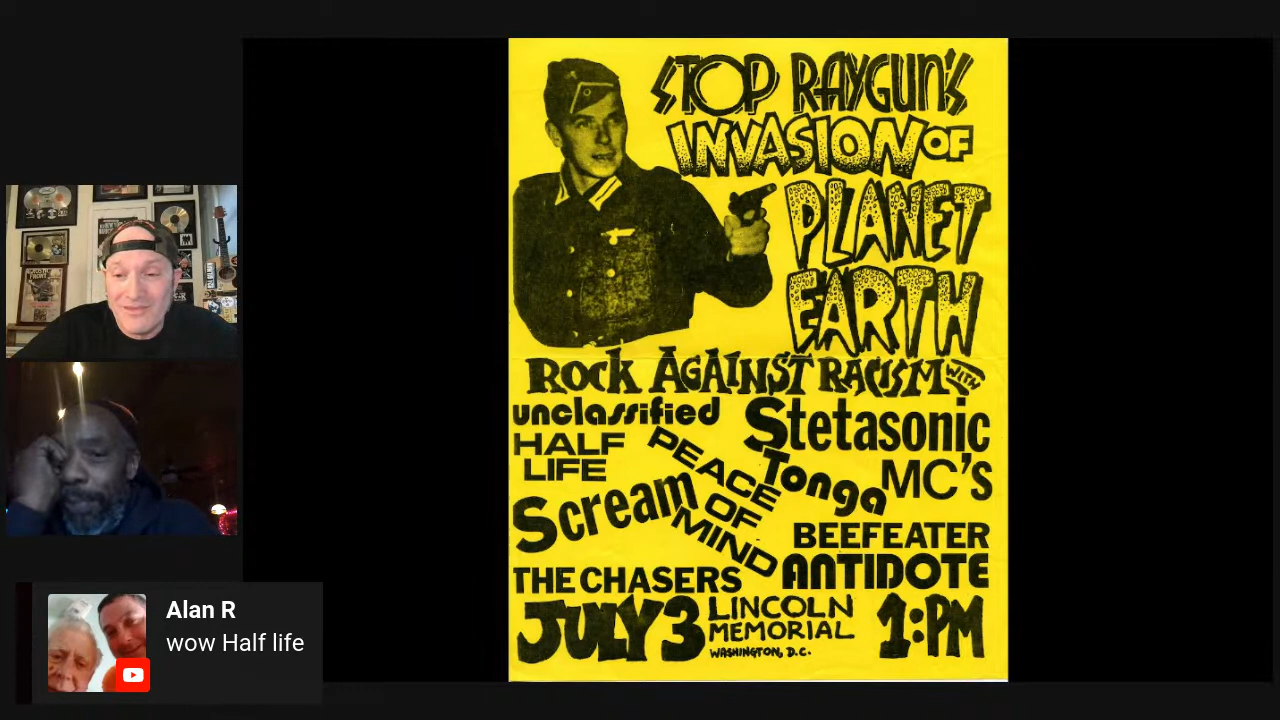 STOP RAYGUN'S
INVASION OF
PLANET
EARTH
ROCK AGAINST RACISM WITH
unclassified
Stetasonic
HALF
LIFE
PEACE
OF
MIND
Tonga
MC'S
Scream
BEEFEATER
THE CHASERS
ANTIDOTE
JULY 3
LINCOLN
MEMORIAL
WASHINGTON, D.C.
1:PM
Alan R
wow Half life